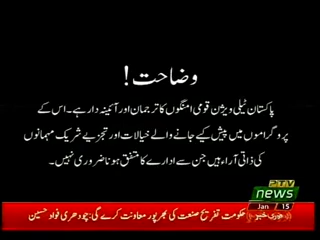 وضاحت!
پاکستان ٹیلی ویژن قومی امنگوں کا ترجمان اور آئینہ دار ہے۔ اس کے
پروگراموں میں پیش کیے جانے والے خیالات اور تجزیے شریک مہمانوں
کی ذاتی آراء ہیں جن سے ادارے کا متفق ہونا ضروری نہیں۔
PTV
news
Jan 15
حکومت تفریح صنعت کی بھرپور معاونت کرے گی: چودھری فواد حسین